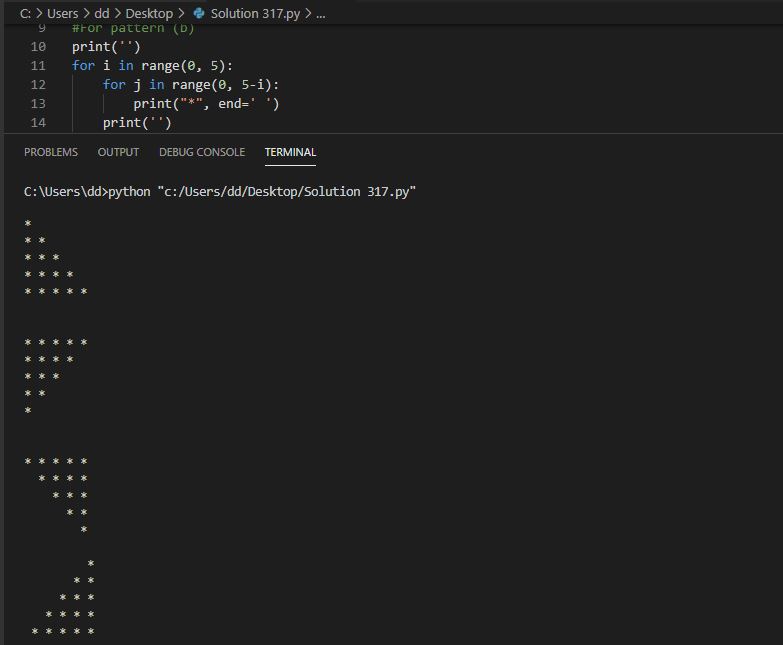 C: > Users > dd > Desktop > Solution 317.py > ...
9 #For pattern (b)
10 print('')
11 for i in range(0, 5):
12 for j in range(0, 5-i):
13 print("*", end=' ')
14 print('')
PROBLEMS OUTPUT DEBUG CONSOLE TERMINAL
C:\Users\dd>python "c:/Users/dd/Desktop/Solution 317.py"
*
* *
* * *
* * * *
* * * * *
* * * * *
* * * *
* * *
* *
*
* * * * *
  * * * *
    * * *
      * *
        *
         *
       * *
     * * *
   * * * *
 * * * * *